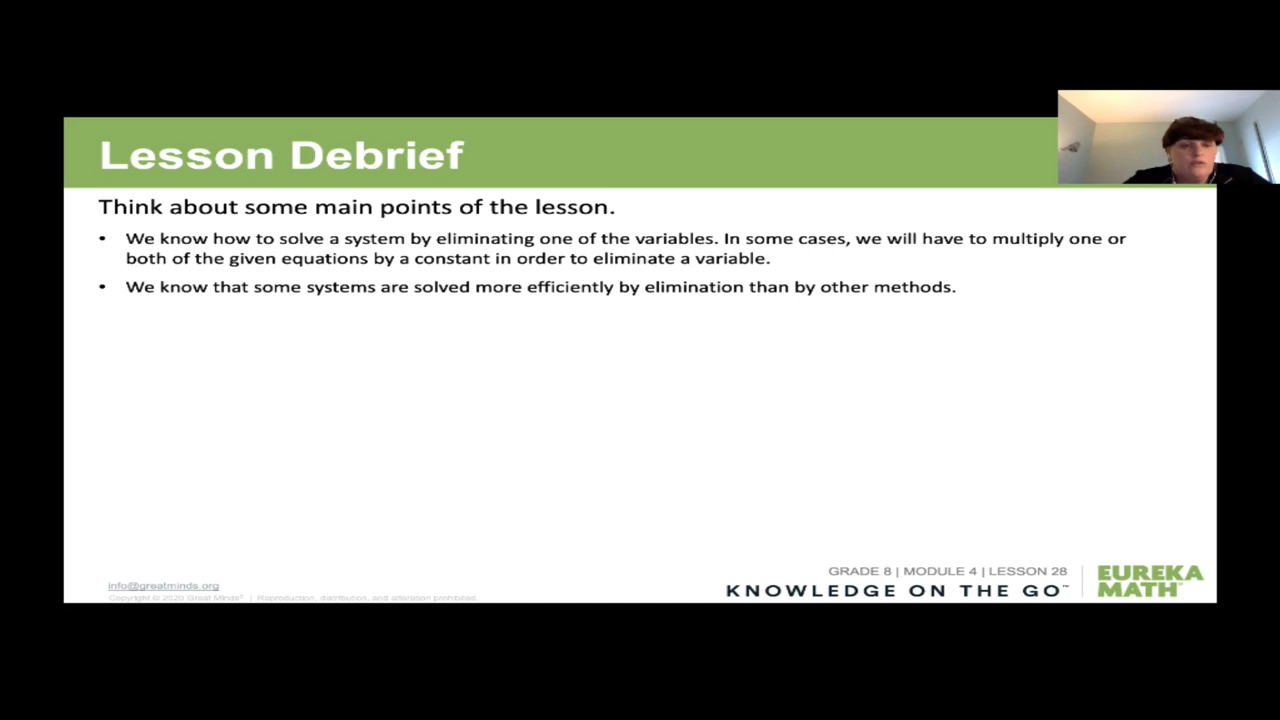 Lesson Debrief
Think about some main points of the lesson.
• We know how to solve a system by eliminating one of the variables. In some cases, we will have to multiply one or
both of the given equations by a constant in order to eliminate a variable.
• We know that some systems are solved more efficiently by elimination than by other methods.
info@greatminds.org
Copyright © 2020 Great Minds® | Reproduction, distribution, and alteration prohibited.
GRADE 8 | MODULE 4 | LESSON 28
KNOWLEDGE ON THE GO™
EUREKA
MATH™